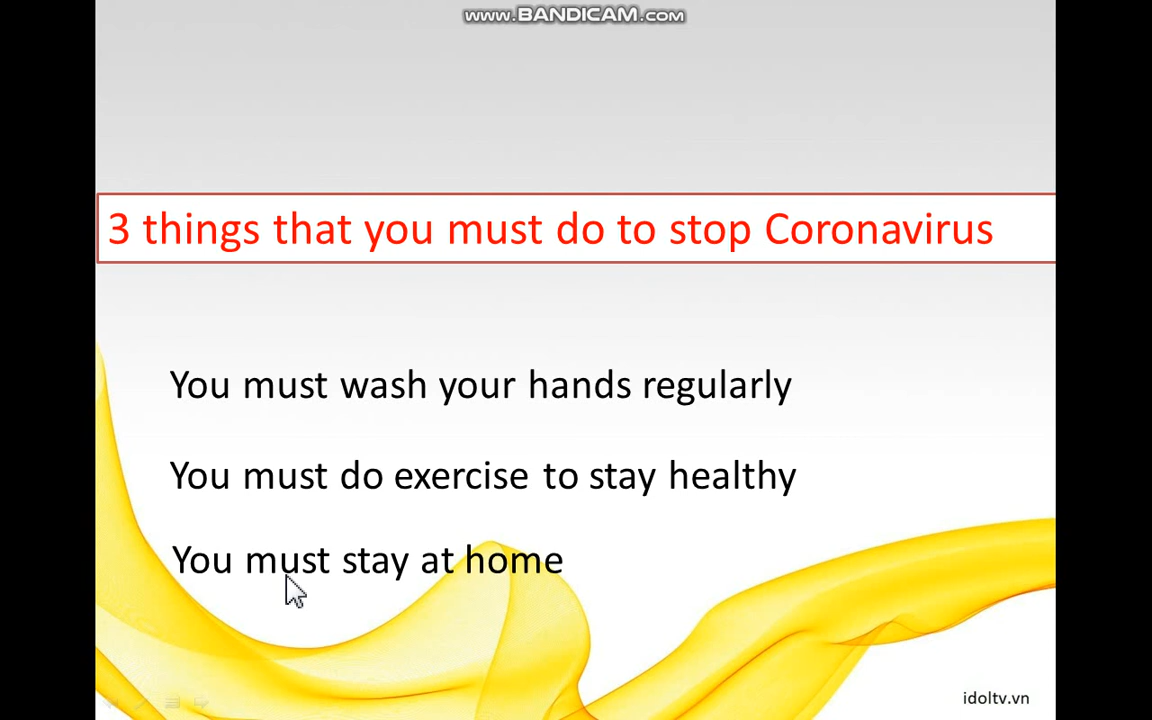 www.BANDICAM.com
3 things that you must do to stop Coronavirus
You must wash your hands regularly
You must do exercise to stay healthy
You must stay at home
idoltv.vn